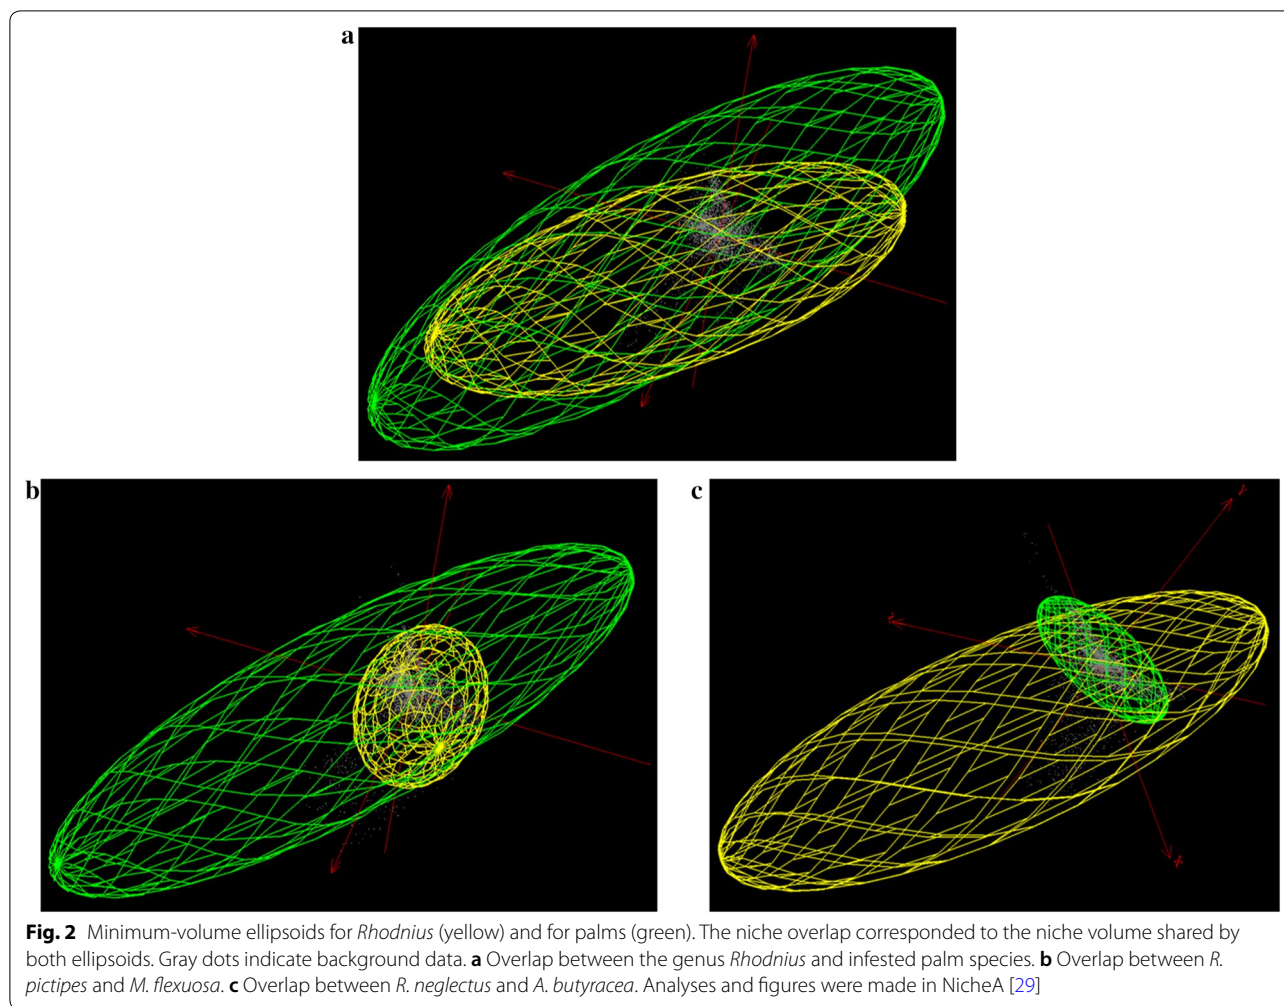 a
b
c
Fig. 2 Minimum-volume ellipsoids for Rhodnius (yellow) and for palms (green). The niche overlap corresponded to the niche volume shared by
both ellipsoids. Gray dots indicate background data. a Overlap between the genus Rhodnius and infested palm species. b Overlap between R.
pictipes and M. flexuosa. c Overlap between R. neglectus and A. butyracea. Analyses and figures were made in NicheA [29]